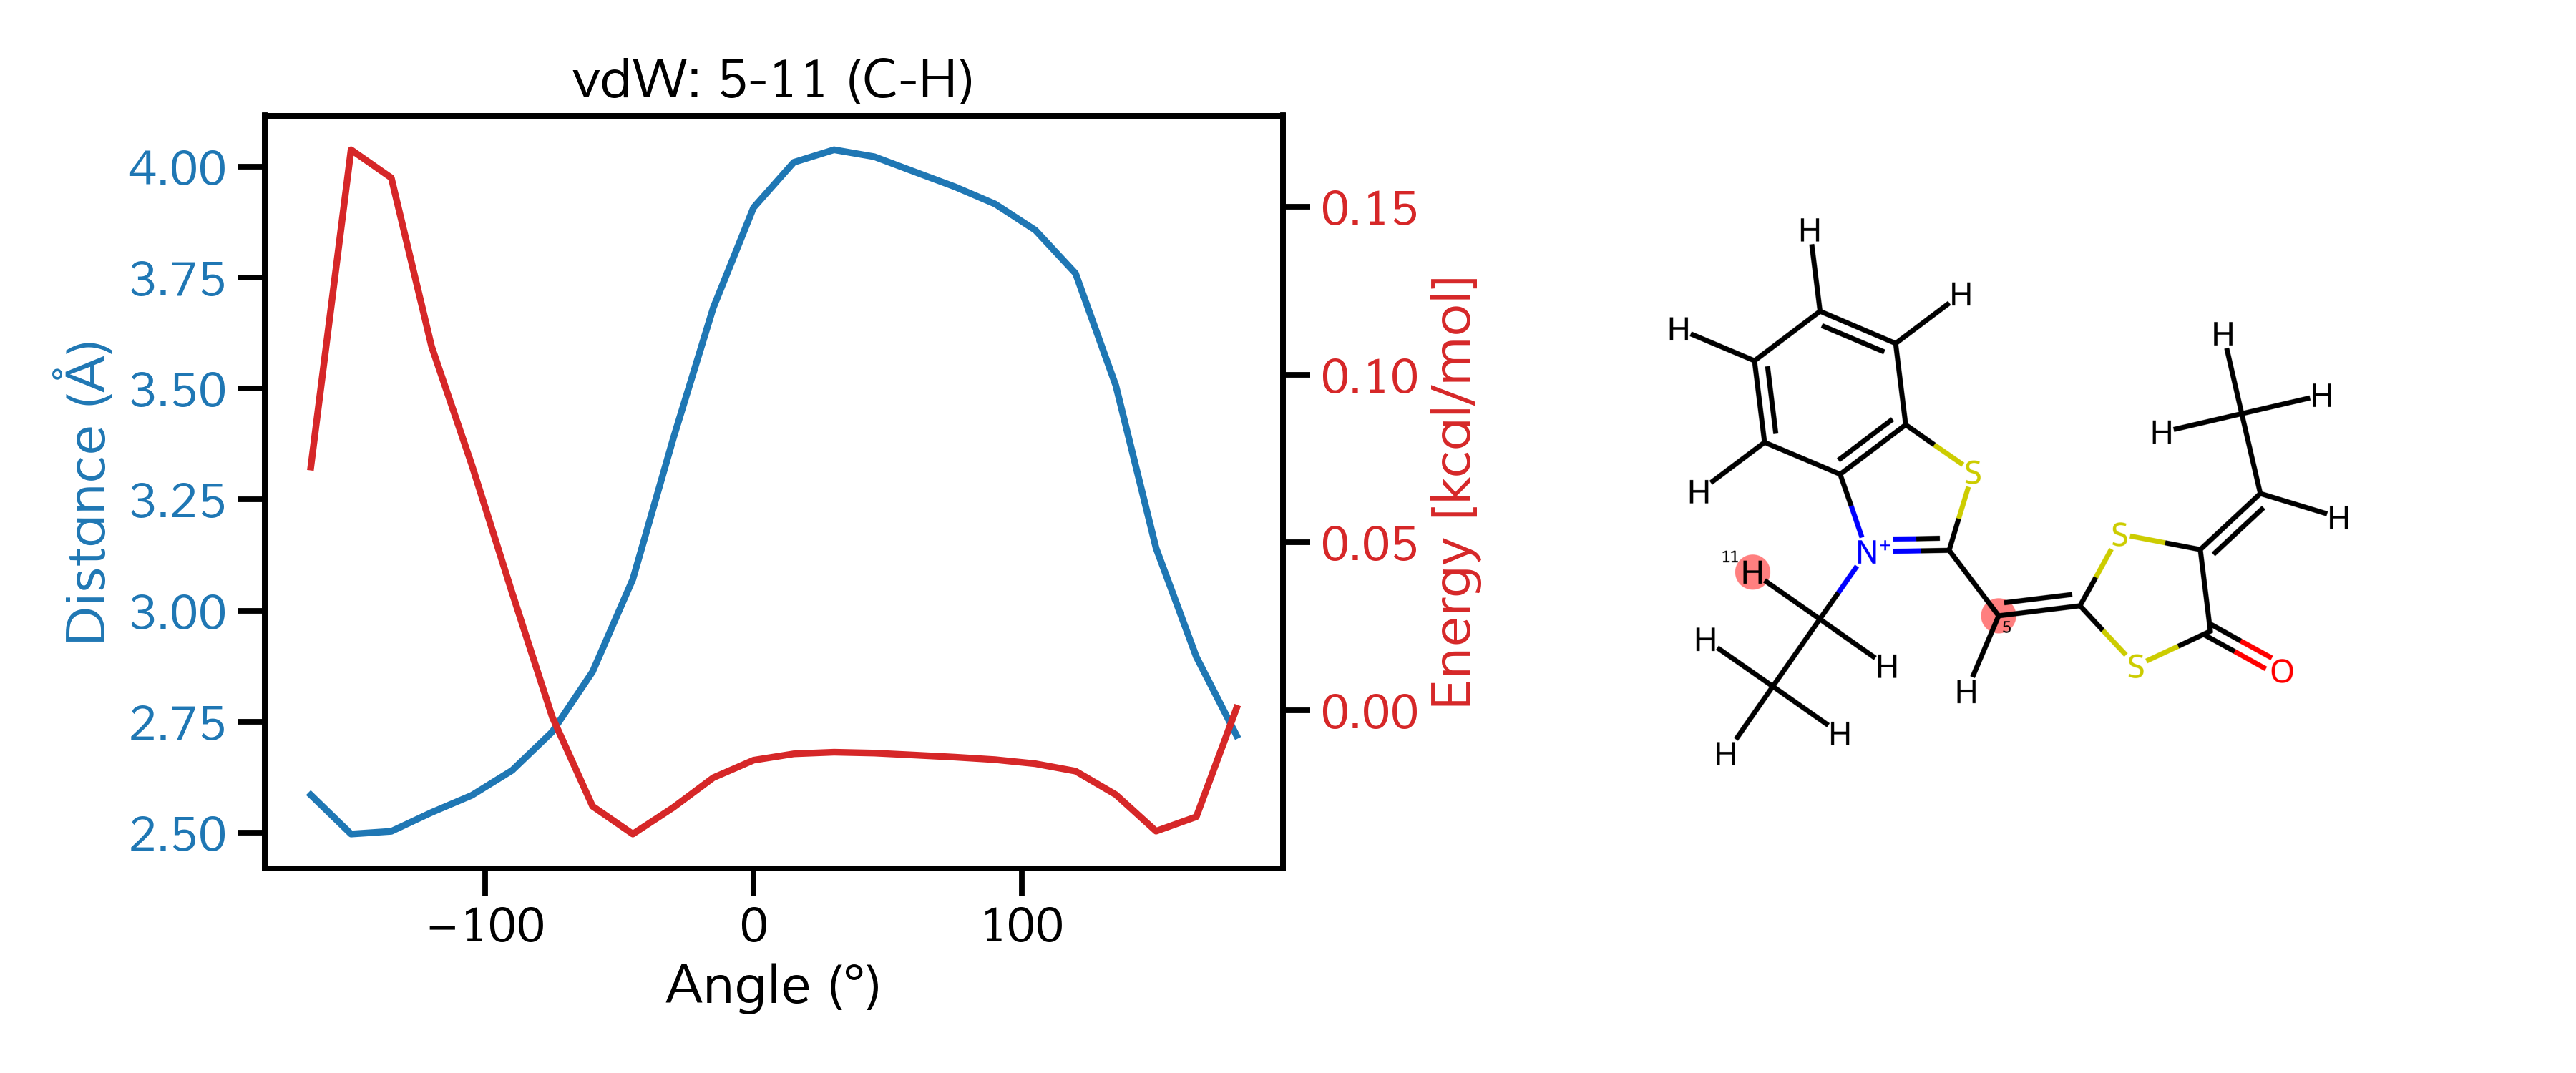 vdW: 5-11 (C-H)
Distance (Å)
4.00
3.75
3.50
3.25
3.00
2.75
2.50
−100
0
100
Angle (°)
0.15
0.10
0.05
0.00
Energy [kcal/mol]
H
H
H
H
H
H
H
S
H
H
S
N+
11
H
5
H
H
S
O
H
H
H